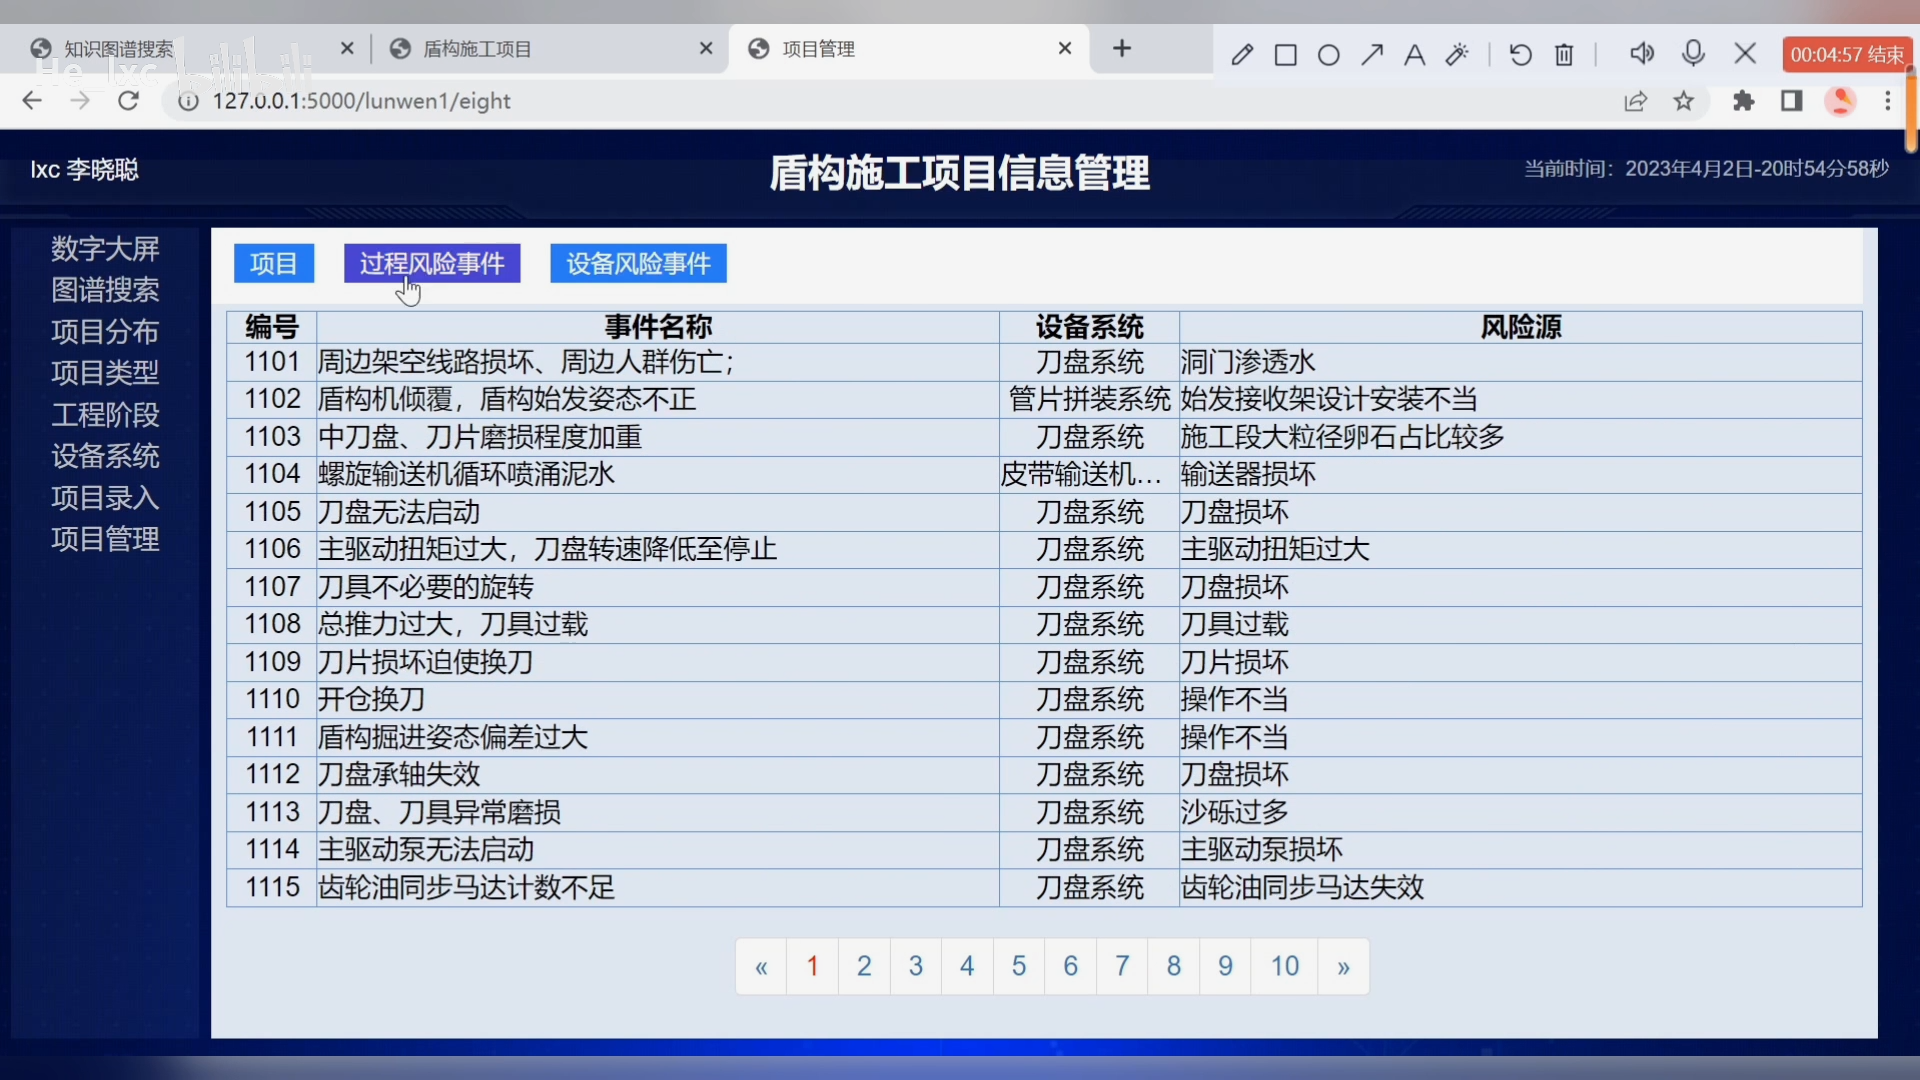 知识图谱搜索
盾构施工项目
项目管理
00:04:57 结束
He_lxc bilibili
127.0.0.1:5000/lunwen1/eight
lxc 李晓聪
盾构施工项目信息管理
当前时间：2023年4月2日-20时54分58秒
数字大屏
图谱搜索
项目分布
项目类型
工程阶段
设备系统
项目录入
项目管理
项目 过程风险事件 设备风险事件
编号 事件名称 设备系统 风险源
1101 周边架空线路损坏、周边人群伤亡； 刀盘系统 洞门渗透水
1102 盾构机倾覆，盾构始发姿态不正 管片拼装系统 始发接收架设计安装不当
1103 中刀盘、刀片磨损程度加重 刀盘系统 施工段大粒径卵石占比较多
1104 螺旋输送机循环喷涌泥水 皮带输送机... 输送器损坏
1105 刀盘无法启动 刀盘系统 刀盘损坏
1106 主驱动扭矩过大，刀盘转速降低至停止 刀盘系统 主驱动扭矩过大
1107 刀具不必要的旋转 刀盘系统 刀盘损坏
1108 总推力过大，刀具过载 刀盘系统 刀具过载
1109 刀片损坏迫使换刀 刀盘系统 刀片损坏
1110 开仓换刀 刀盘系统 操作不当
1111 盾构掘进姿态偏差过大 刀盘系统 操作不当
1112 刀盘承轴失效 刀盘系统 刀盘损坏
1113 刀盘、刀具异常磨损 刀盘系统 沙砾过多
1114 主驱动泵无法启动 刀盘系统 主驱动泵损坏
1115 齿轮油同步马达计数不足 刀盘系统 齿轮油同步马达失效
« 1 2 3 4 5 6 7 8 9 10 »